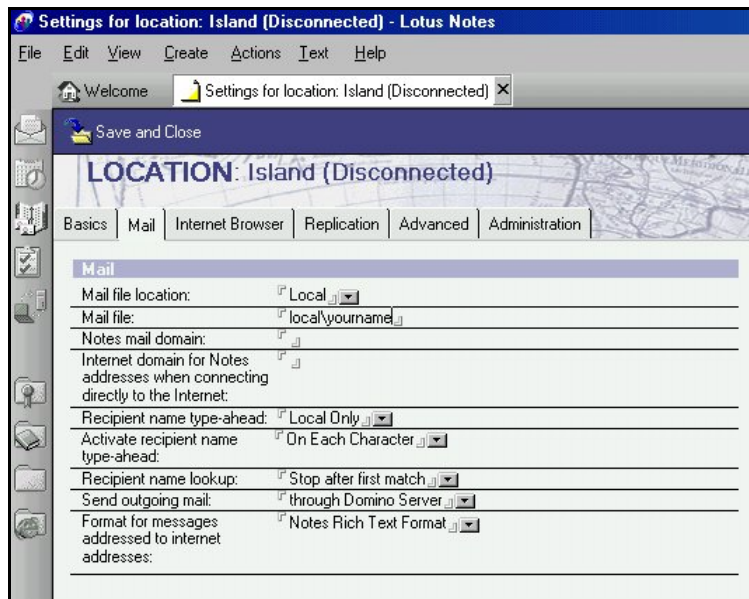 Settings for location: Island (Disconnected) - Lotus Notes
File Edit View Create Actions Text Help
Welcome Settings for location: Island (Disconnected)
Save and Close
LOCATION: Island (Disconnected)
Basics Mail Internet Browser Replication Advanced Administration
Mail
Mail file location: Local
Mail file: local\yourname
Notes mail domain:
Internet domain for Notes
addresses when connecting
directly to the Internet:
Recipient name type-ahead: Local Only
Activate recipient name On Each Character
type-ahead:
Recipient name lookup: Stop after first match
Send outgoing mail: through Domino Server
Format for messages Notes Rich Text Format
addressed to internet
addresses: